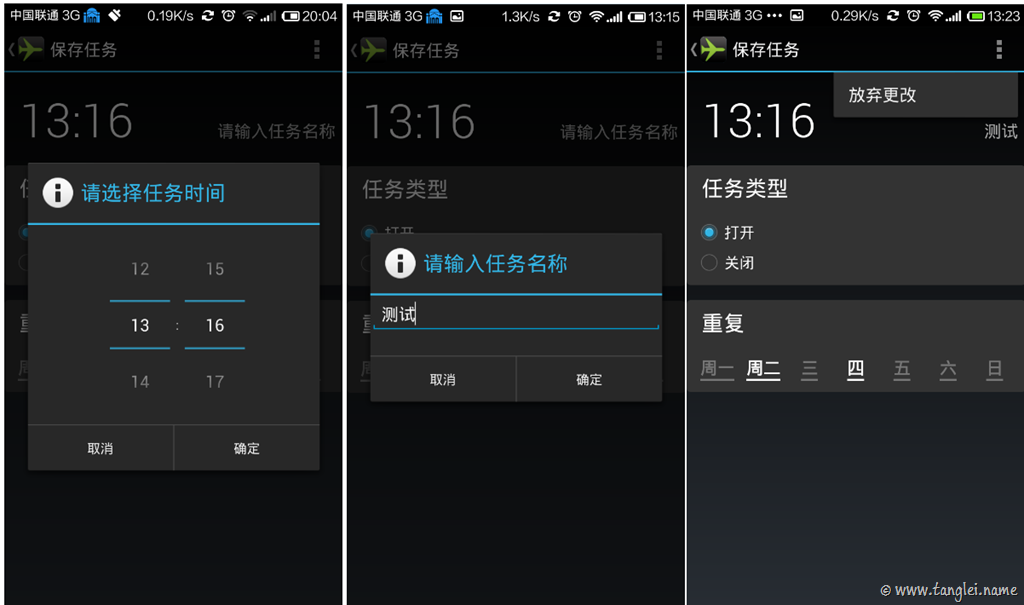 中国联通 3G 0.19K/s 20:04
保存任务
13:16
请输入任务名称
请选择任务时间
12 15
13 : 16
14 17
取消 确定
中国联通 3G 1.3K/s 13:15
保存任务
13:16
请输入任务名称
任务类型
打开
请输入任务名称
测试
取消 确定
中国联通 3G ••• 0.29K/s 13:23
保存任务
放弃更改
13:16
测试
任务类型
打开
关闭
重复
周一 周二 三 四 五 六 日
© www.tanglei.name